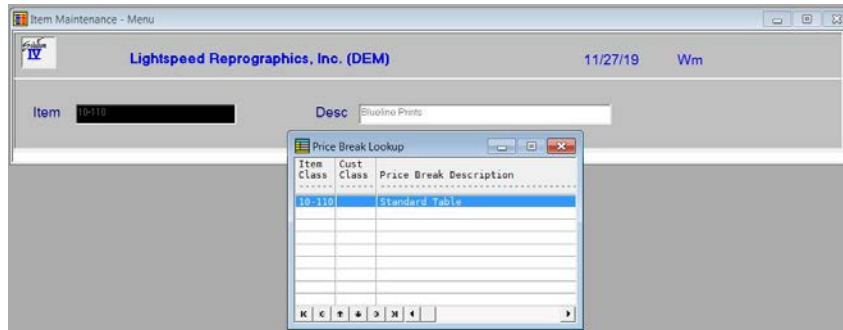 Item Maintenance - Menu
IV
Lightspeed Reprographics, Inc. (DEM) 11/27/19 Wm
Item 10-110 Desc Blueline Prints
Price Break Lookup
Item Cust
Class Class Price Break Description
10-110 Standard Table